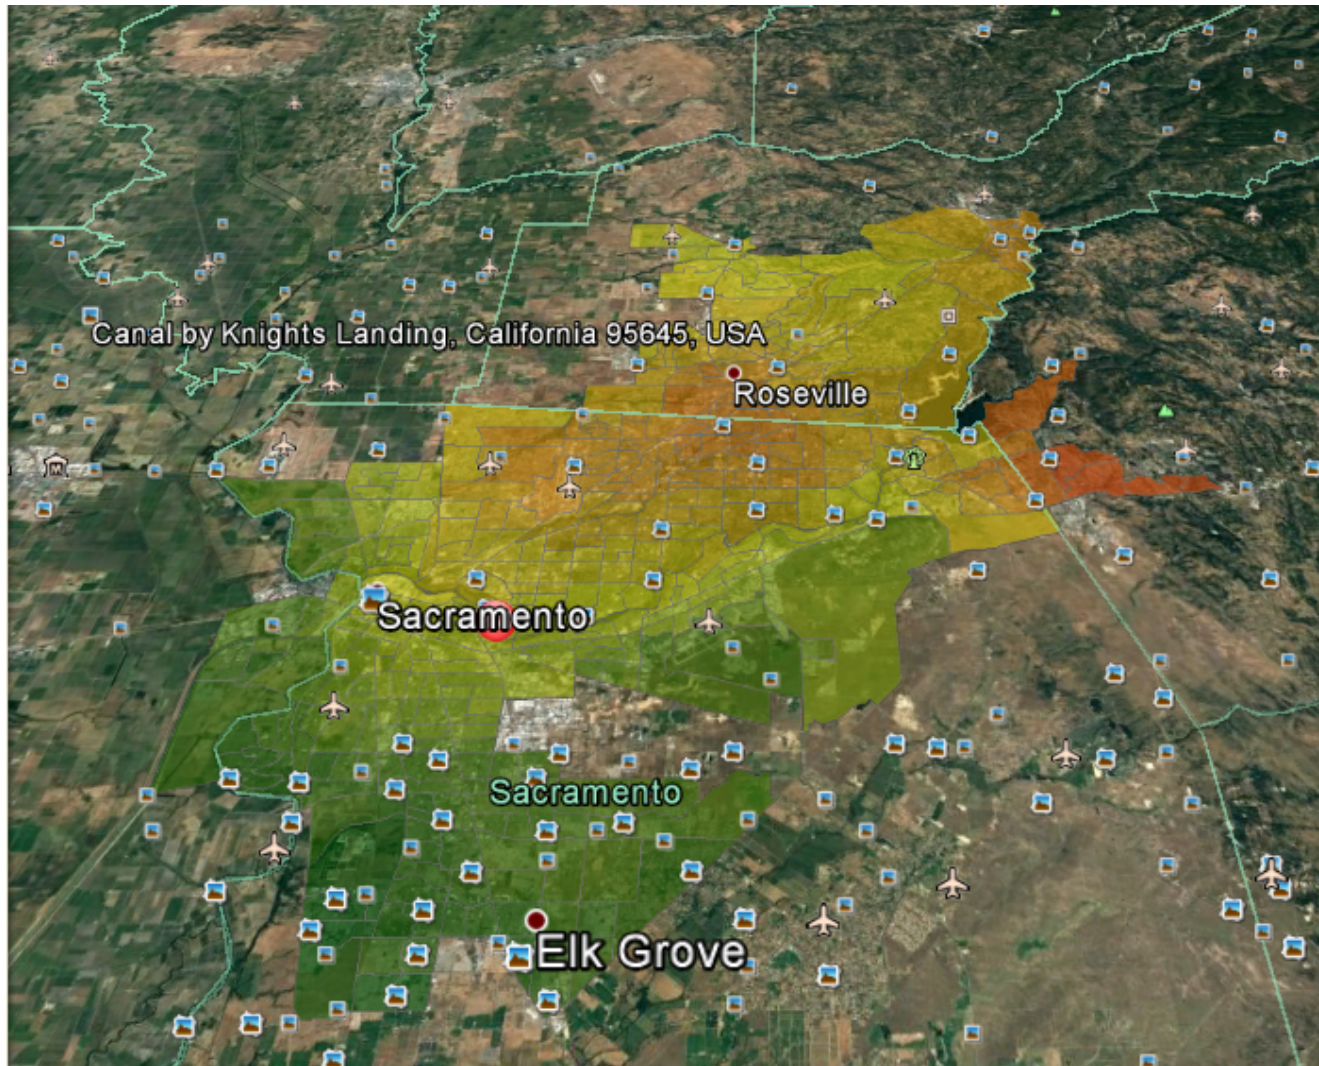 Canal by Knights Landing, California 95645, USA
Roseville
Sacramento
Sacramento
Elk Grove